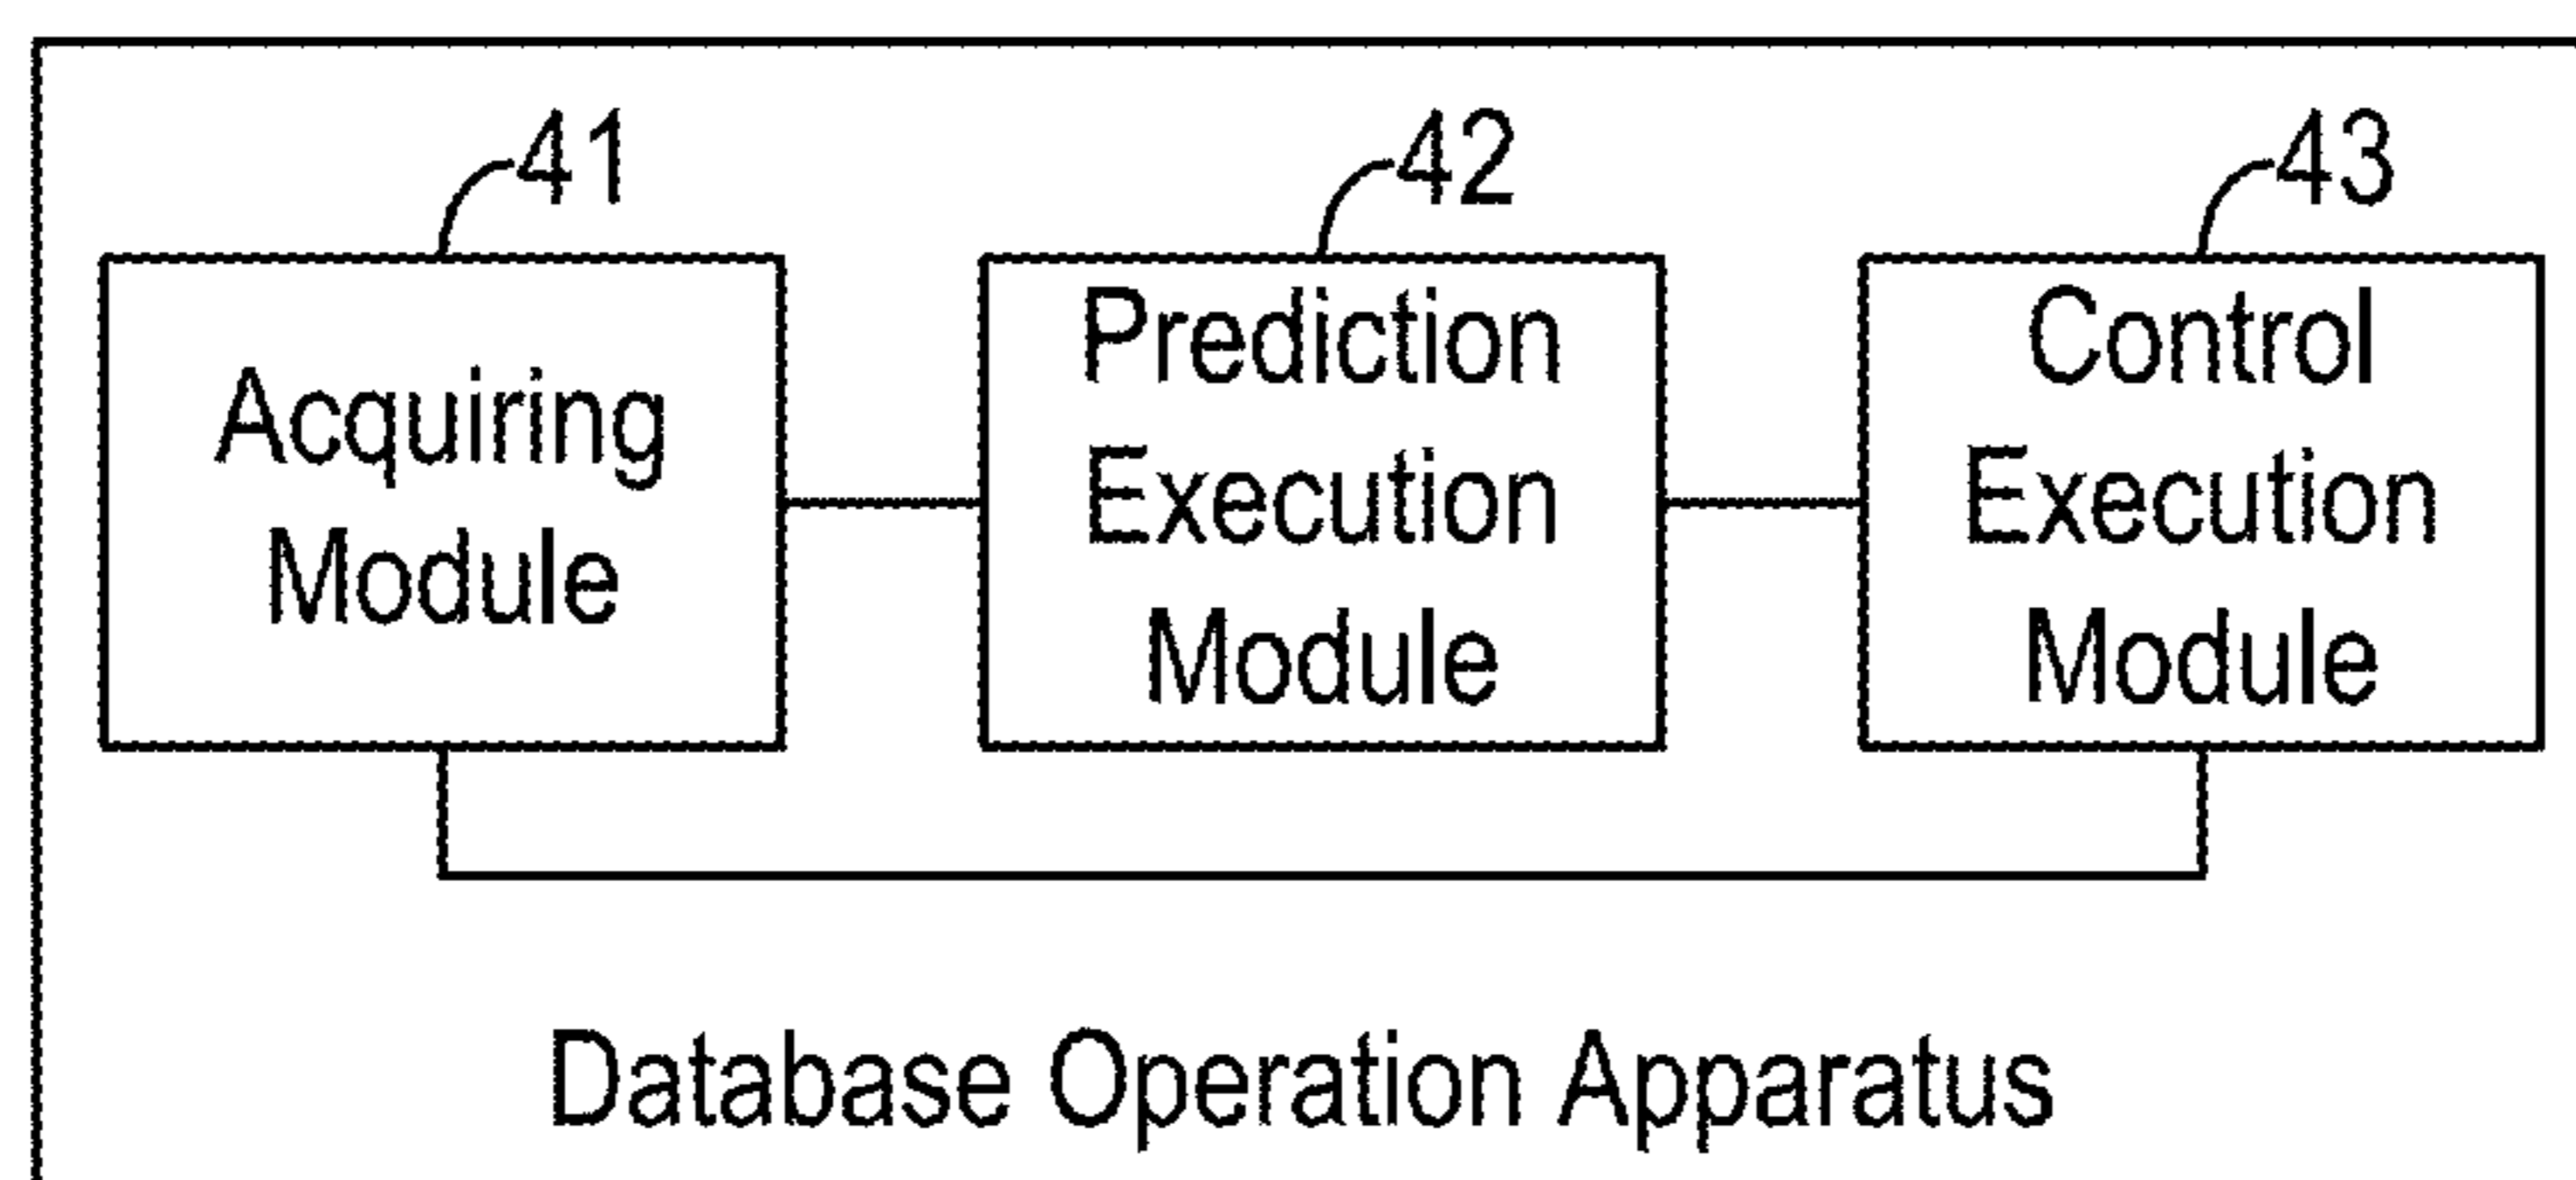 41
42
43
Acquiring
Module
Prediction
Execution
Module
Control
Execution
Module
Database Operation Apparatus